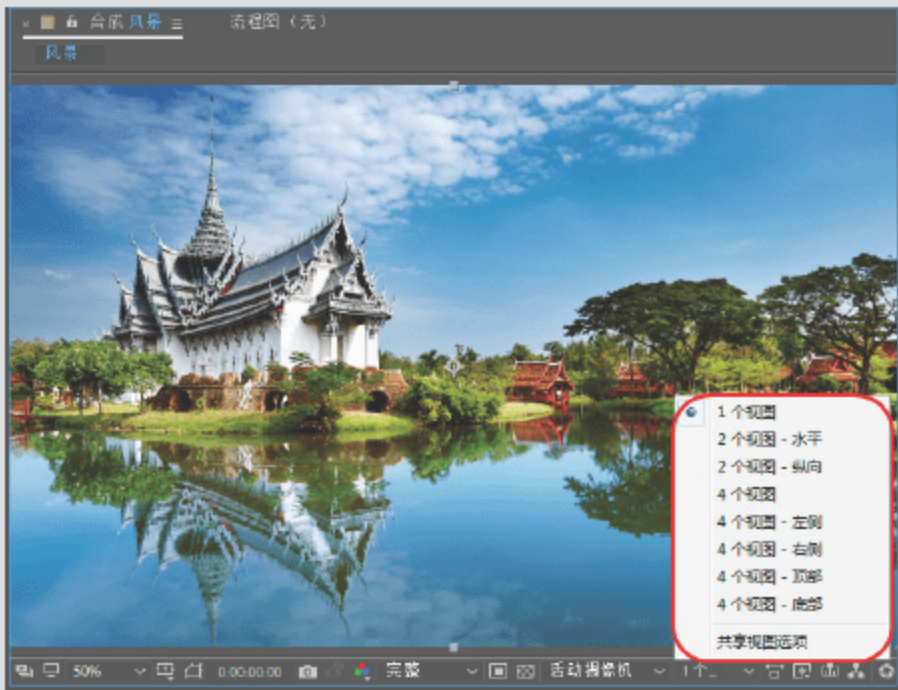 合成 风景 流程图（无）
风景
1 个视图
2 个视图 - 水平
2 个视图 - 纵向
4 个视图
4 个视图 - 左侧
4 个视图 - 右侧
4 个视图 - 顶部
4 个视图 - 底部
共享视图选项
50% 0:00:00:00 完整 活动摄像机 1个...